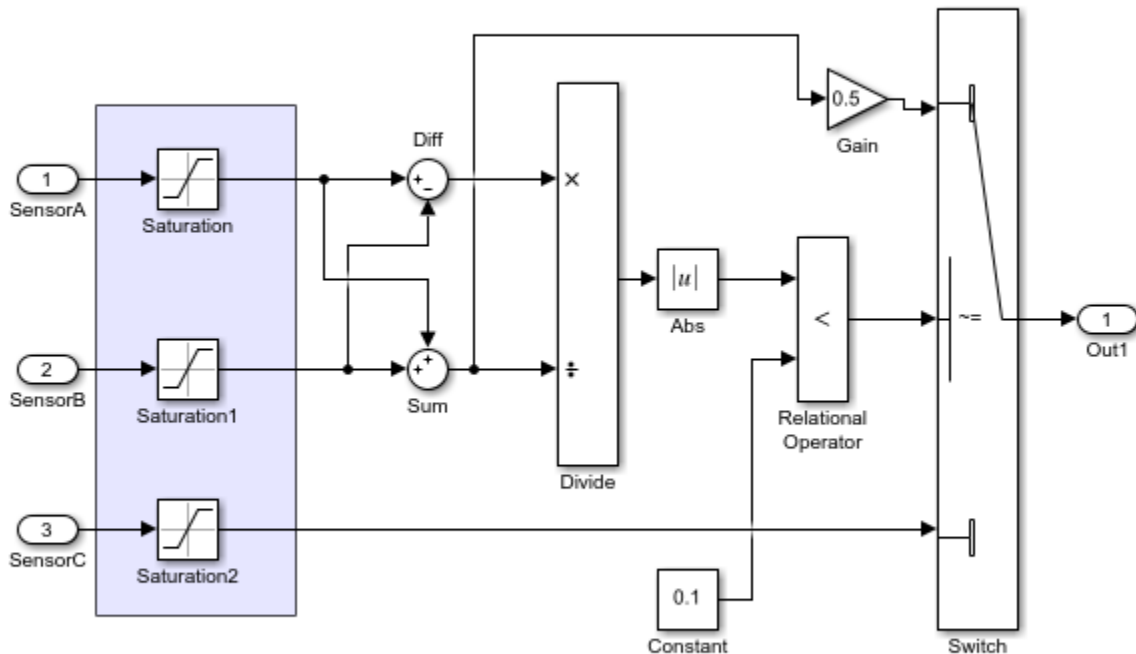 Diff
0.5
Gain
1
SensorA
+
−
×
Saturation
|u|
Abs
<
~=
1
Out1
2
SensorB
+
+
÷
Saturation1
Sum
Relational
Operator
Divide
3
SensorC
Saturation2
0.1
Constant
Switch